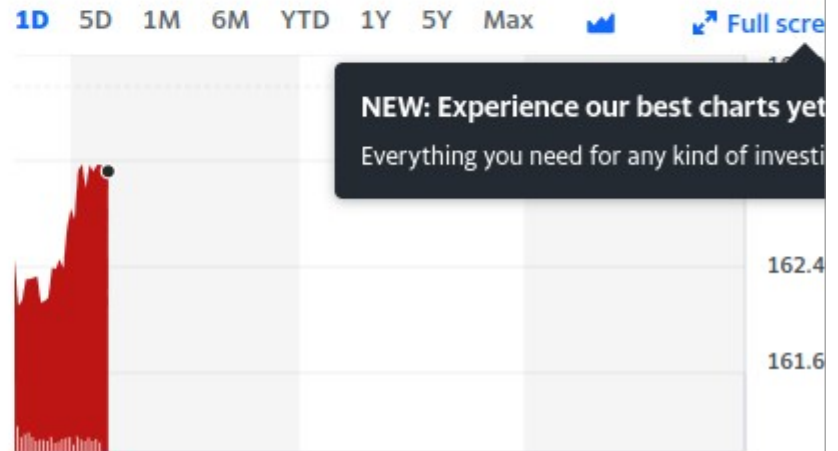 1D 5D 1M 6M YTD 1Y 5Y Max Full scre
NEW: Experience our best charts yet
Everything you need for any kind of investi
162.4
161.6